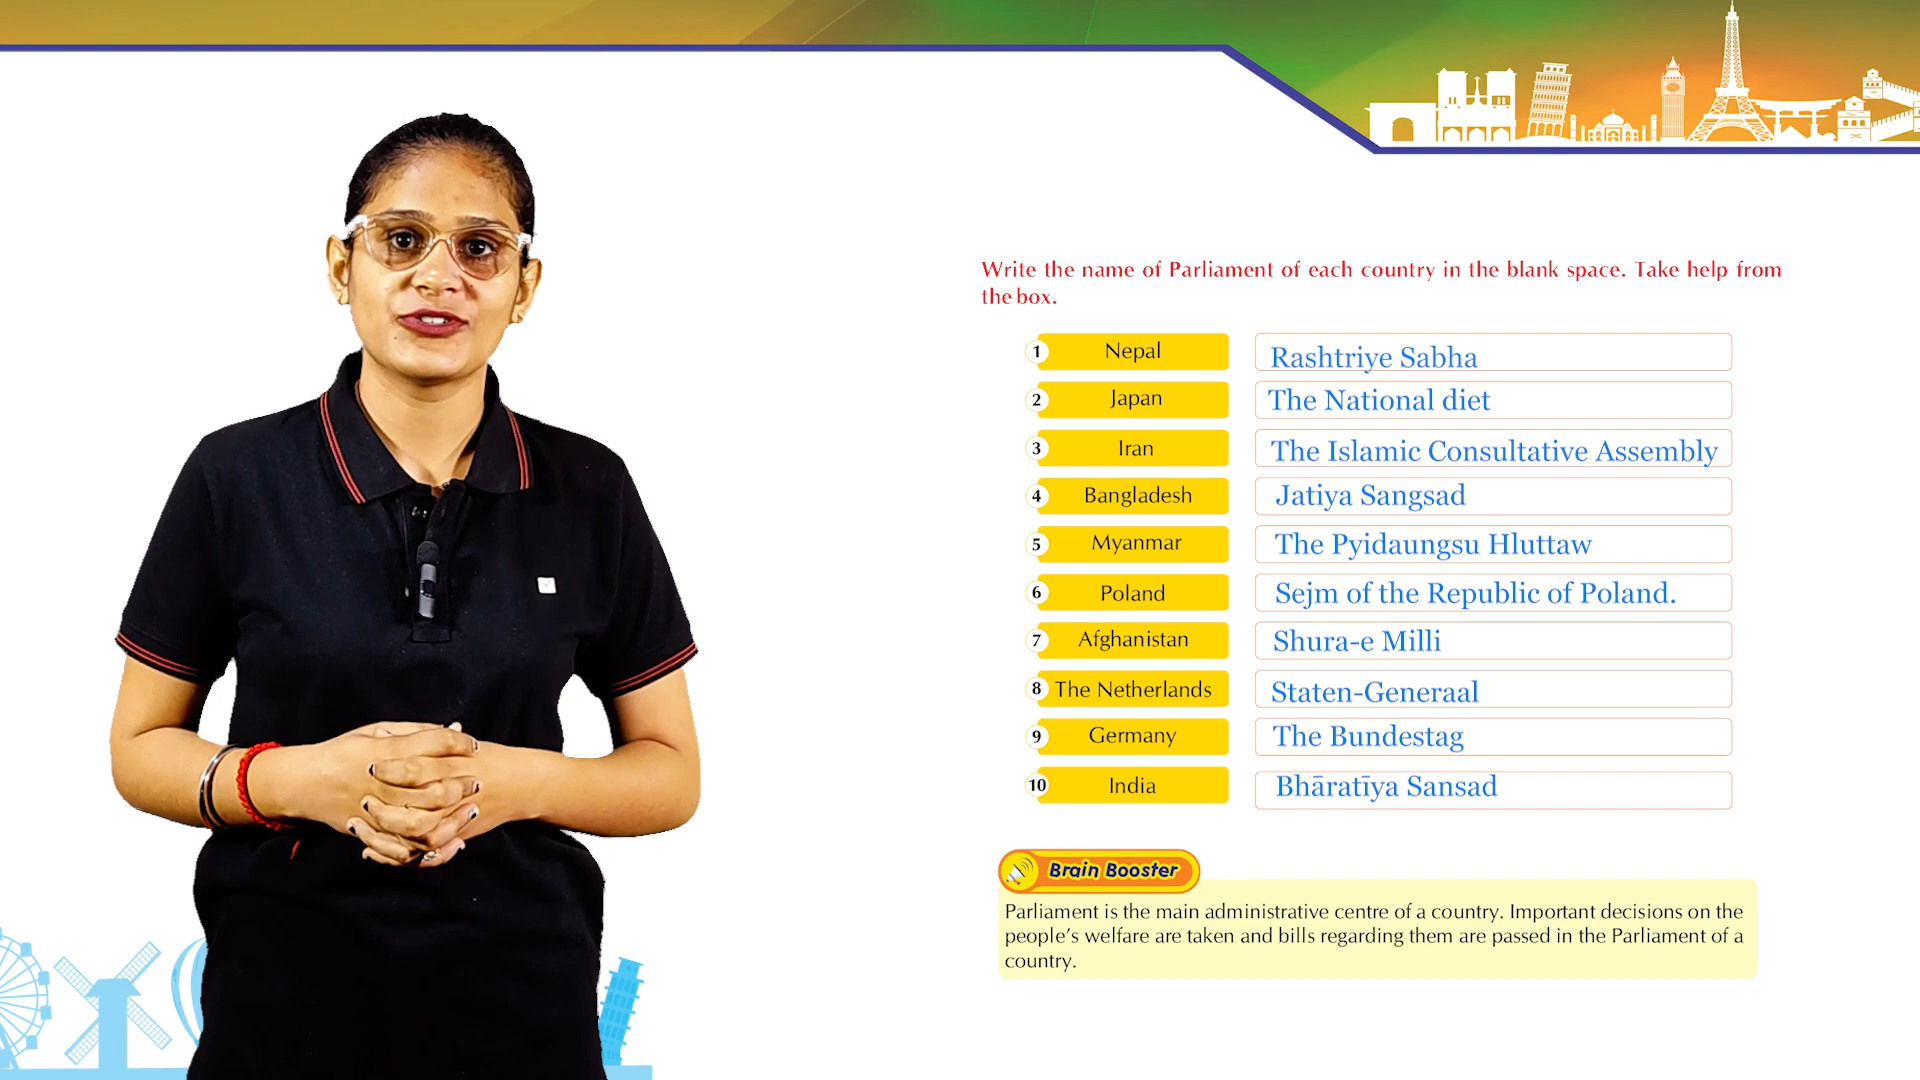 Write the name of Parliament of each country in the blank space. Take help from
the box.
1 Nepal Rashtriye Sabha
2 Japan The National diet
3 Iran The Islamic Consultative Assembly
4 Bangladesh Jatiya Sangsad
5 Myanmar The Pyidaungsu Hluttaw
6 Poland Sejm of the Republic of Poland.
7 Afghanistan Shura-e Milli
8 The Netherlands Staten-Generaal
9 Germany The Bundestag
10 India Bhāratīya Sansad
Brain Booster
Parliament is the main administrative centre of a country. Important decisions on the
people's welfare are taken and bills regarding them are passed in the Parliament of a
country.